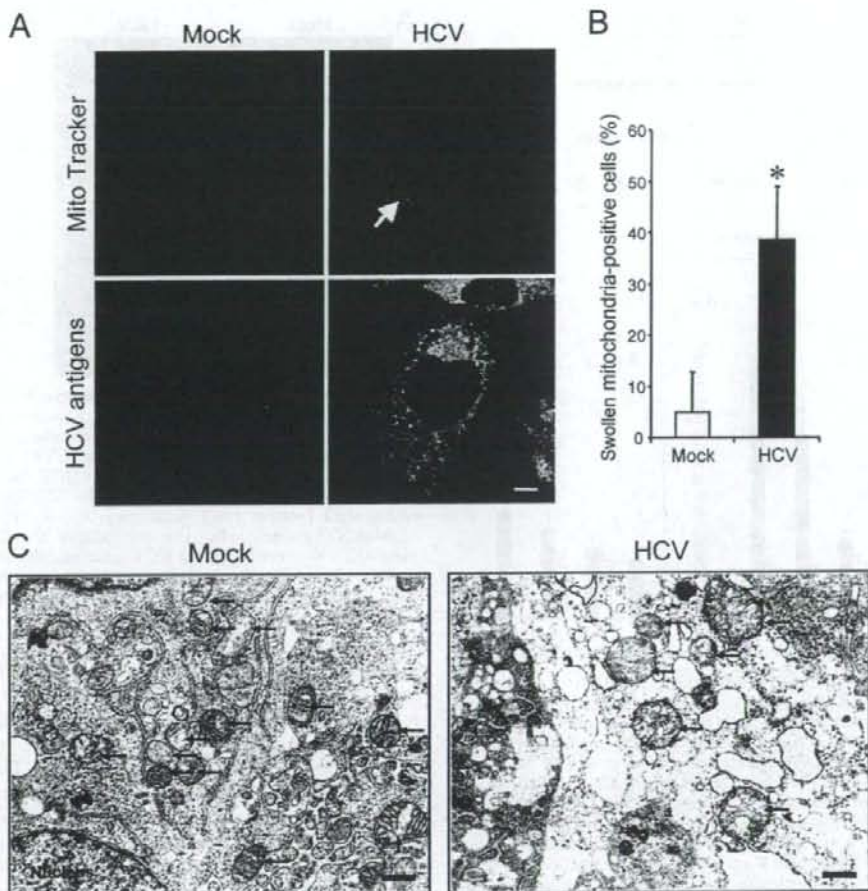 A
Mock HCV
Mito Tracker
HCV antigens
B
Swollen mitochondria-positive cells (%)
60
50
40
30
20
10
0
*
Mock HCV
C
Mock HCV
Nucleus